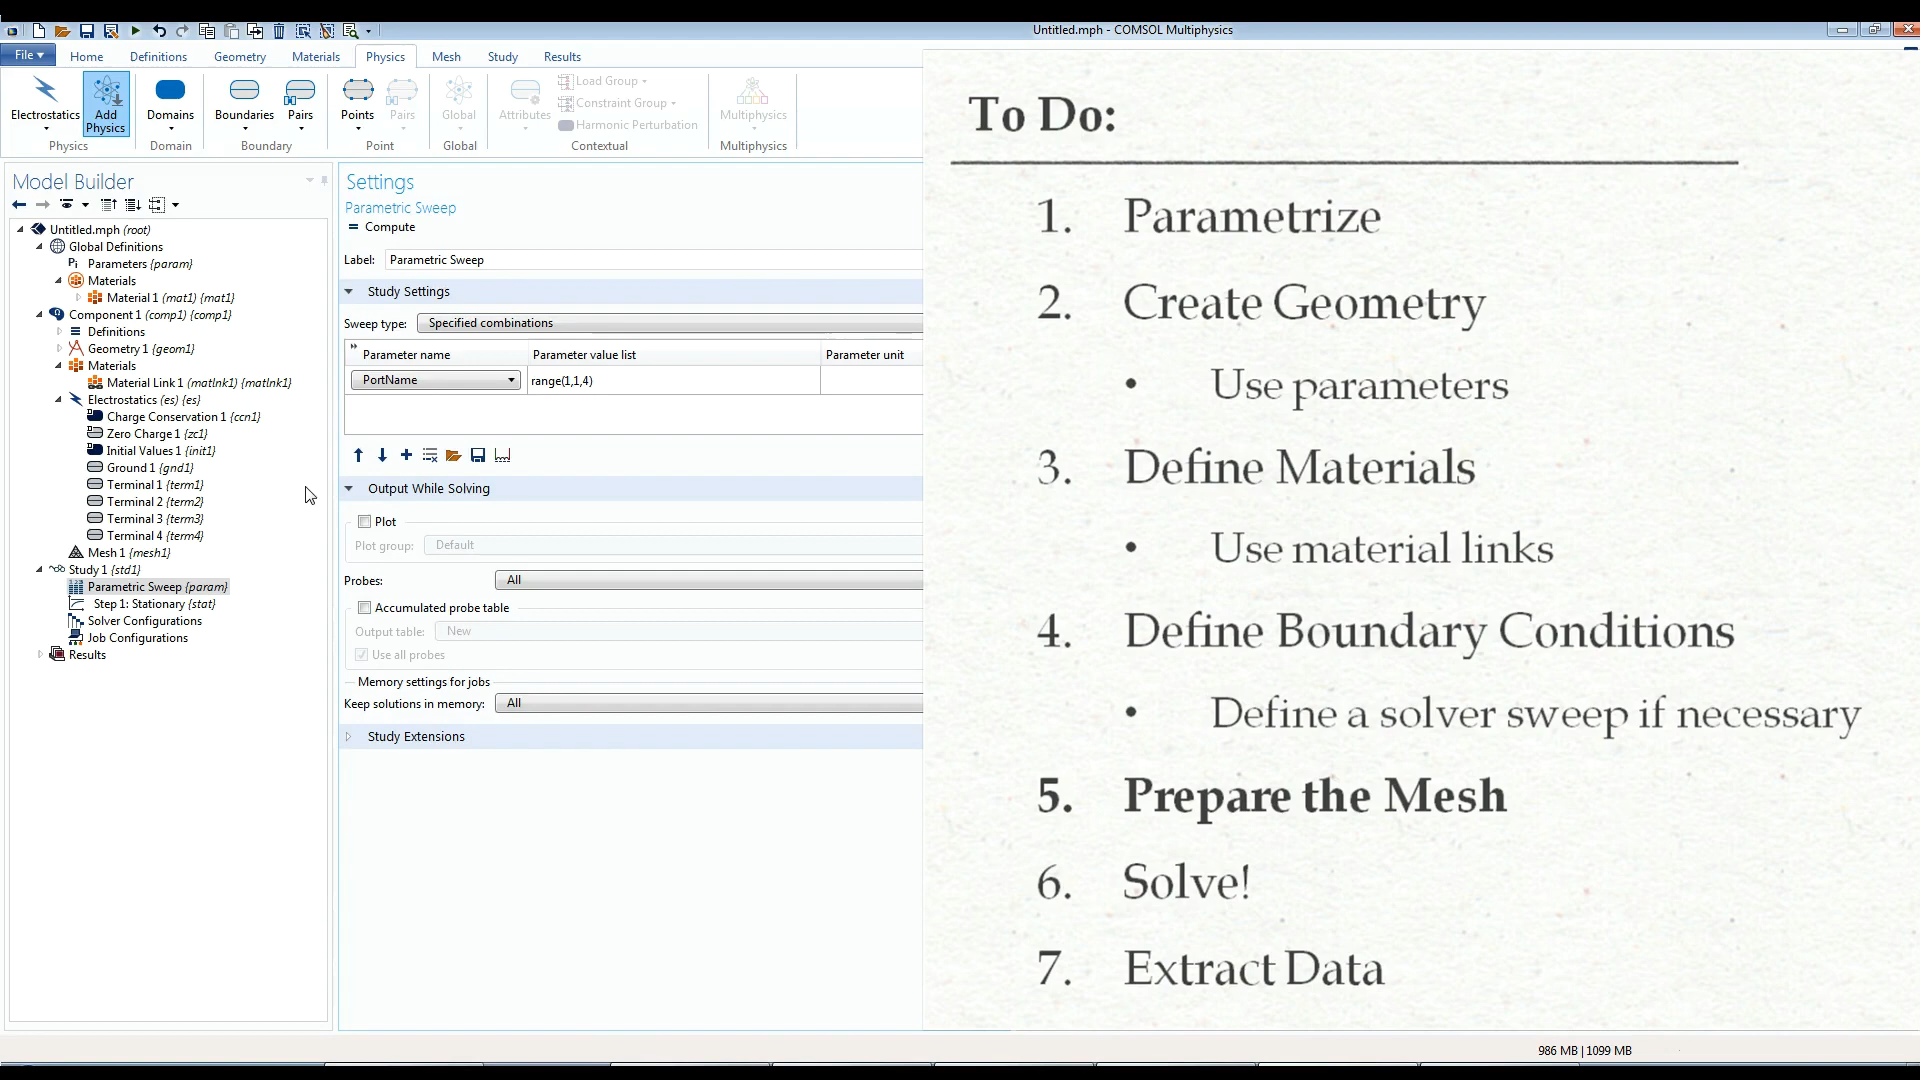 Untitled.mph - COMSOL Multiphysics
File Home Definitions Geometry Materials Physics Mesh Study Results
Load Group
Constraint Group
Harmonic Perturbation
Electrostatics Add Physics Domains Boundaries Pairs Points Pairs Global Attributes Multiphysics
Physics Domain Boundary Point Global Contextual Multiphysics
Model Builder
Untitled.mph (root)
Global Definitions
Pi Parameters {param}
Materials
Material 1 (mat1) {mat1}
Component 1 (comp1) {comp1}
Definitions
Geometry 1 {geom1}
Materials
Material Link 1 (matlnk1) {matlnk1}
Electrostatics (es) {es}
Charge Conservation 1 {ccn1}
Zero Charge 1 {zc1}
Initial Values 1 {init1}
Ground 1 {gnd1}
Terminal 1 {term1}
Terminal 2 {term2}
Terminal 3 {term3}
Terminal 4 {term4}
Mesh 1 {mesh1}
Study 1 {std1}
Parametric Sweep {param}
Step 1: Stationary {stat}
Solver Configurations
Job Configurations
Results
Settings
Parametric Sweep
= Compute
Label: Parametric Sweep
Study Settings
Sweep type: Specified combinations
Parameter name Parameter value list Parameter unit
PortName range(1,1,4)
Output While Solving
Plot
Plot group: Default
Probes: All
Accumulated probe table
Output table: New
Use all probes
Memory settings for jobs
Keep solutions in memory: All
Study Extensions
To Do:
1. Parametrize
2. Create Geometry
• Use parameters
3. Define Materials
• Use material links
4. Define Boundary Conditions
• Define a solver sweep if necessary
5. Prepare the Mesh
6. Solve!
7. Extract Data
986 MB | 1099 MB